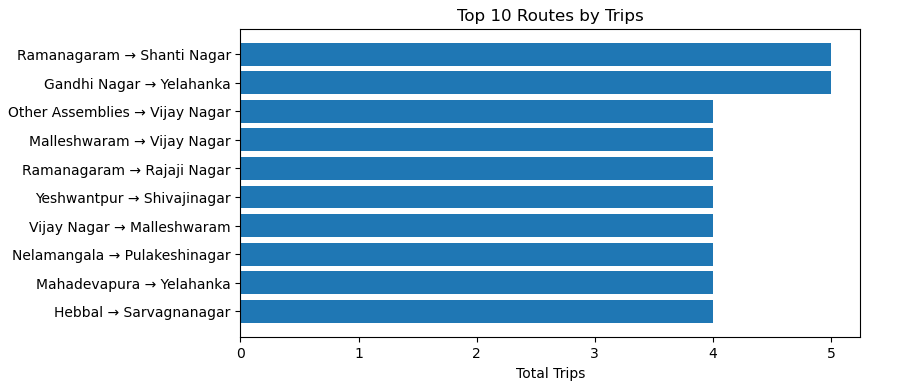 Top 10 Routes by Trips
Ramanagaram → Shanti Nagar
Gandhi Nagar → Yelahanka
Other Assemblies → Vijay Nagar
Malleshwaram → Vijay Nagar
Ramanagaram → Rajaji Nagar
Yeshwantpur → Shivajinagar
Vijay Nagar → Malleshwaram
Nelamangala → Pulakeshinagar
Mahadevapura → Yelahanka
Hebbal → Sarvagnanagar
0 1 2 3 4 5
Total Trips